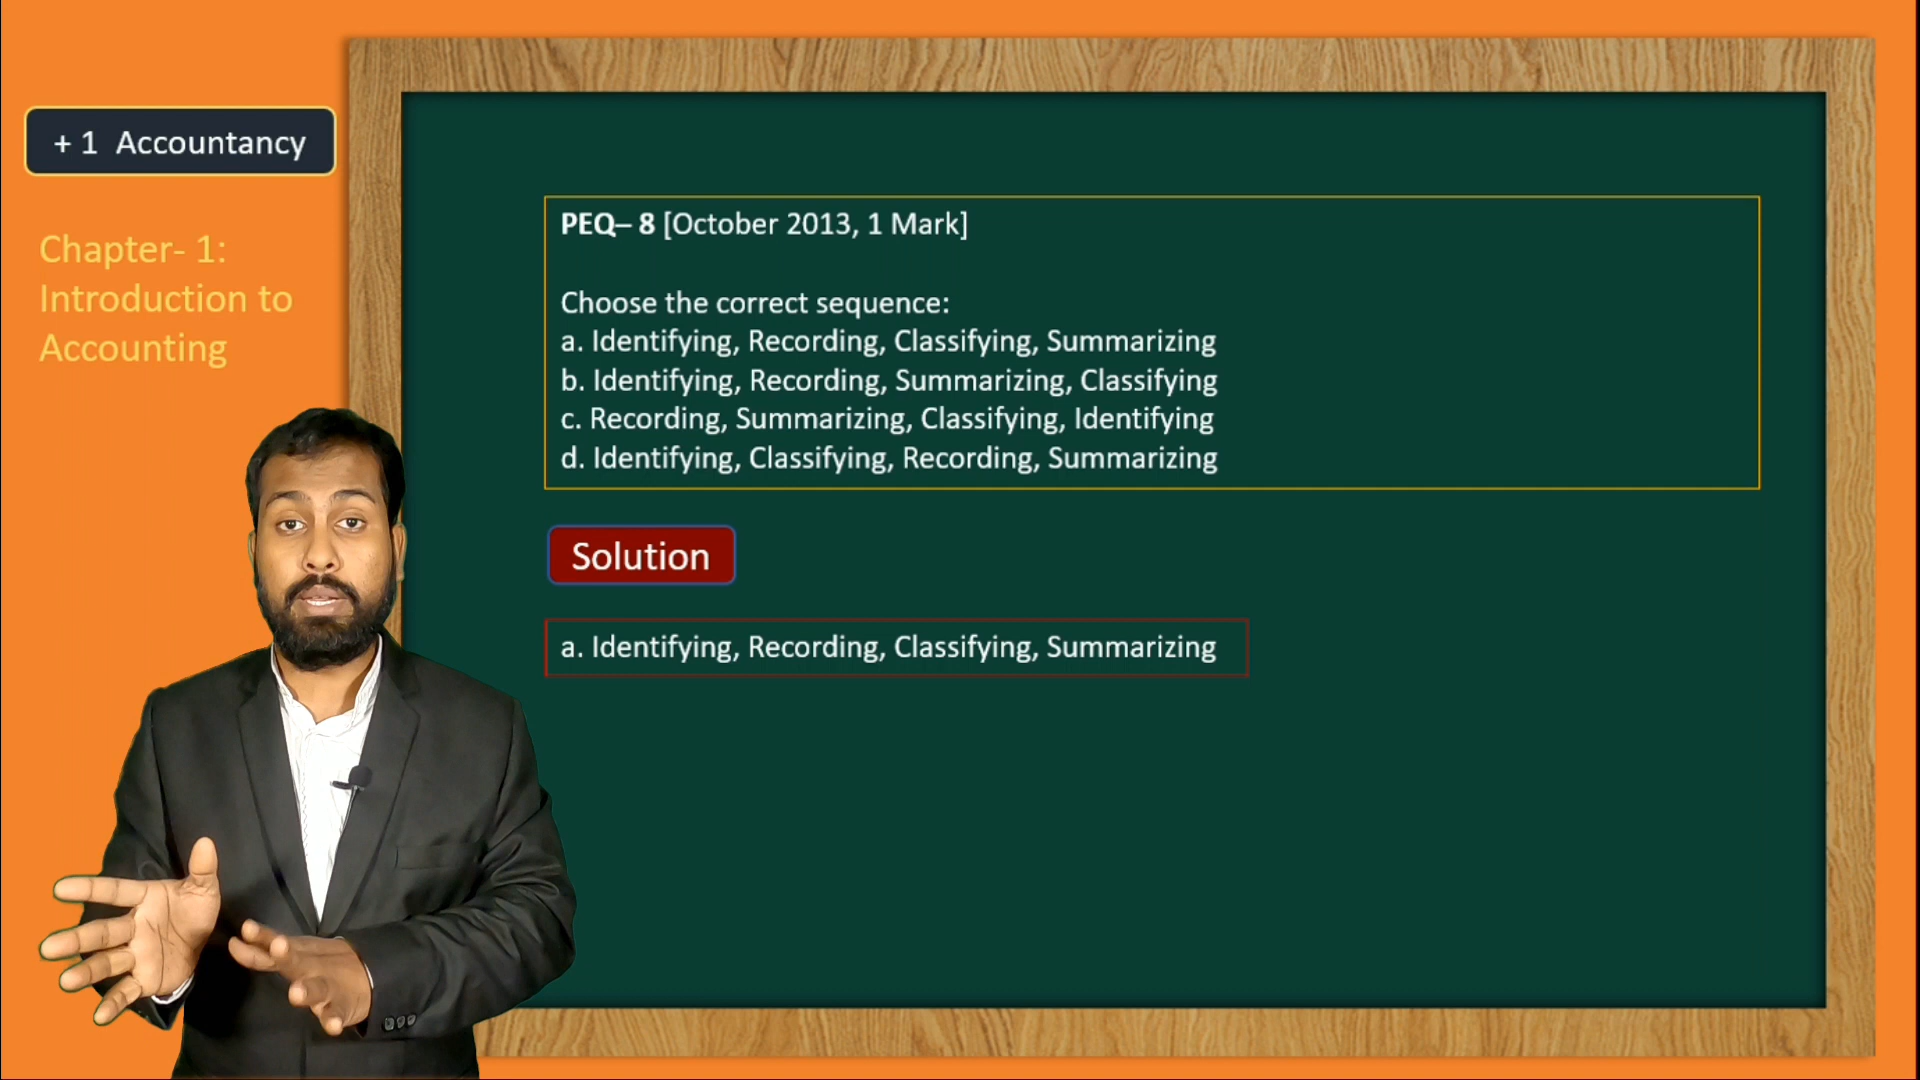 + 1 Accountancy
Chapter- 1:
Introduction to
Accounting
PEQ– 8 [October 2013, 1 Mark]
Choose the correct sequence:
a. Identifying, Recording, Classifying, Summarizing
b. Identifying, Recording, Summarizing, Classifying
c. Recording, Summarizing, Classifying, Identifying
d. Identifying, Classifying, Recording, Summarizing
Solution
a. Identifying, Recording, Classifying, Summarizing